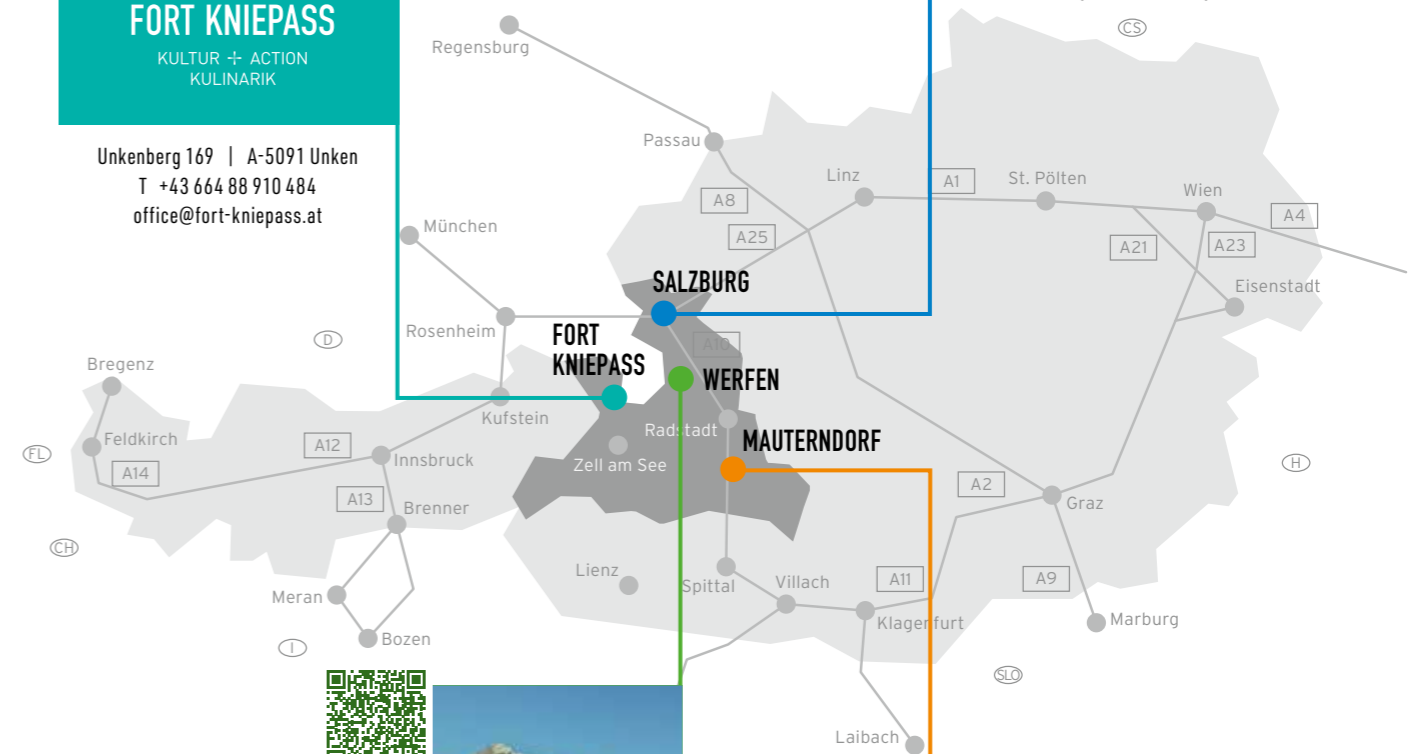 FORT KNIEPASS
KULTUR ⊹ ACTION
KULINARIK
Unkenberg 169 | A-5091 Unken
T +43 664 88 910 484
office@fort-kniepass.at
CS
Regensburg
Passau
Linz
A1
St. Pölten
Wien
A8
A4
München
A25
A21
A23
SALZBURG
Eisenstadt
Rosenheim
D
FORT
KNIEPASS
A10
Bregenz
WERFEN
Kufstein
Feldkirch
A12
Radstadt
MAUTERNDORF
FL
A14
Innsbruck
Zell am See
H
A13
A2
Brenner
Graz
CH
Lienz
Spittal
Villach
A11
A9
Meran
Klagenfurt
Marburg
Bozen
I
SLO
Laibach